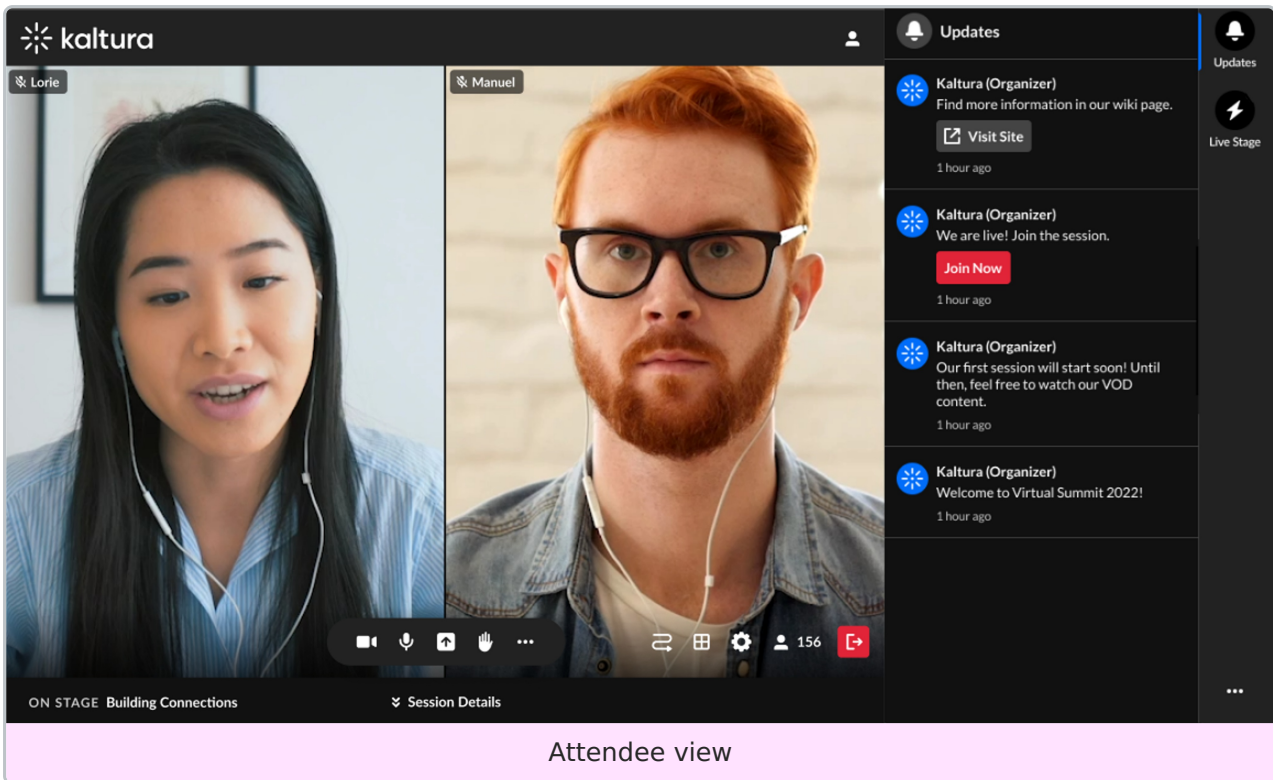 kaltura
Lorie
Manuel
156
ON STAGE Building Connections
Session Details
Updates
Kaltura (Organizer)
Find more information in our wiki page.
Visit Site
1 hour ago
Kaltura (Organizer)
We are live! Join the session.
Join Now
1 hour ago
Kaltura (Organizer)
Our first session will start soon! Until
then, feel free to watch our VOD
content.
1 hour ago
Kaltura (Organizer)
Welcome to Virtual Summit 2022!
1 hour ago
Updates
Live Stage
Attendee view